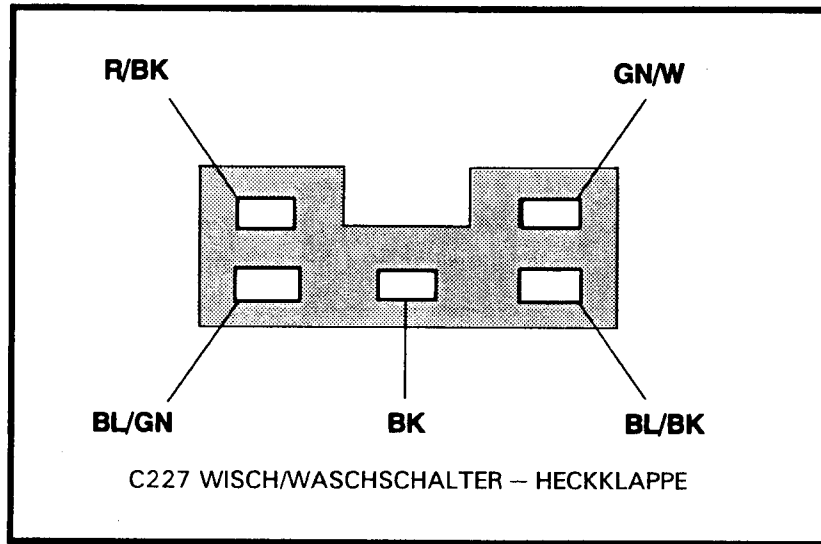 R/BK GN/W
BL/GN BK BL/BK
C227 WISCH/WASCHSCHALTER — HECKKLAPPE